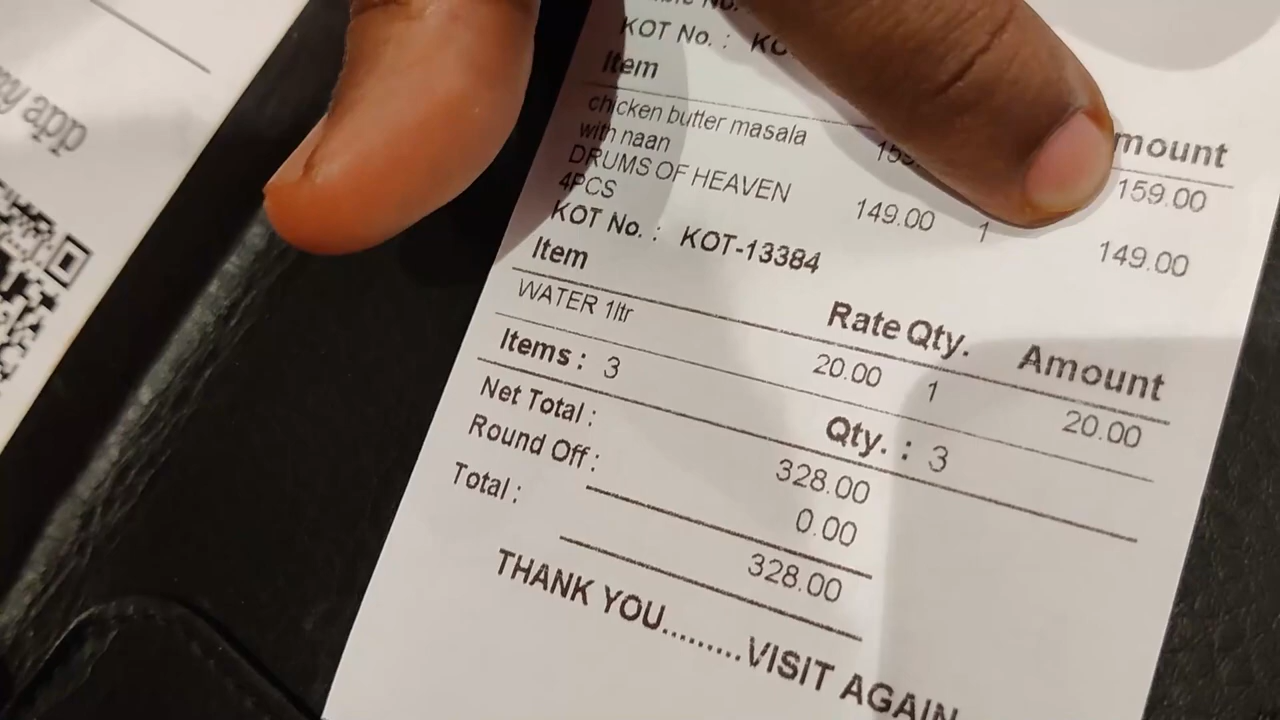 my app
KOT No. :
Item
mount
chicken butter masala
with naan
159.00
DRUMS OF HEAVEN
4PCS
149.00 1 149.00
KOT No. : KOT-13384
Item Rate Qty. Amount
WATER 1ltr 20.00 1 20.00
Items : 3 Qty. : 3
Net Total : 328.00
Round Off : 0.00
Total : 328.00
THANK YOU.........VISIT AGAIN